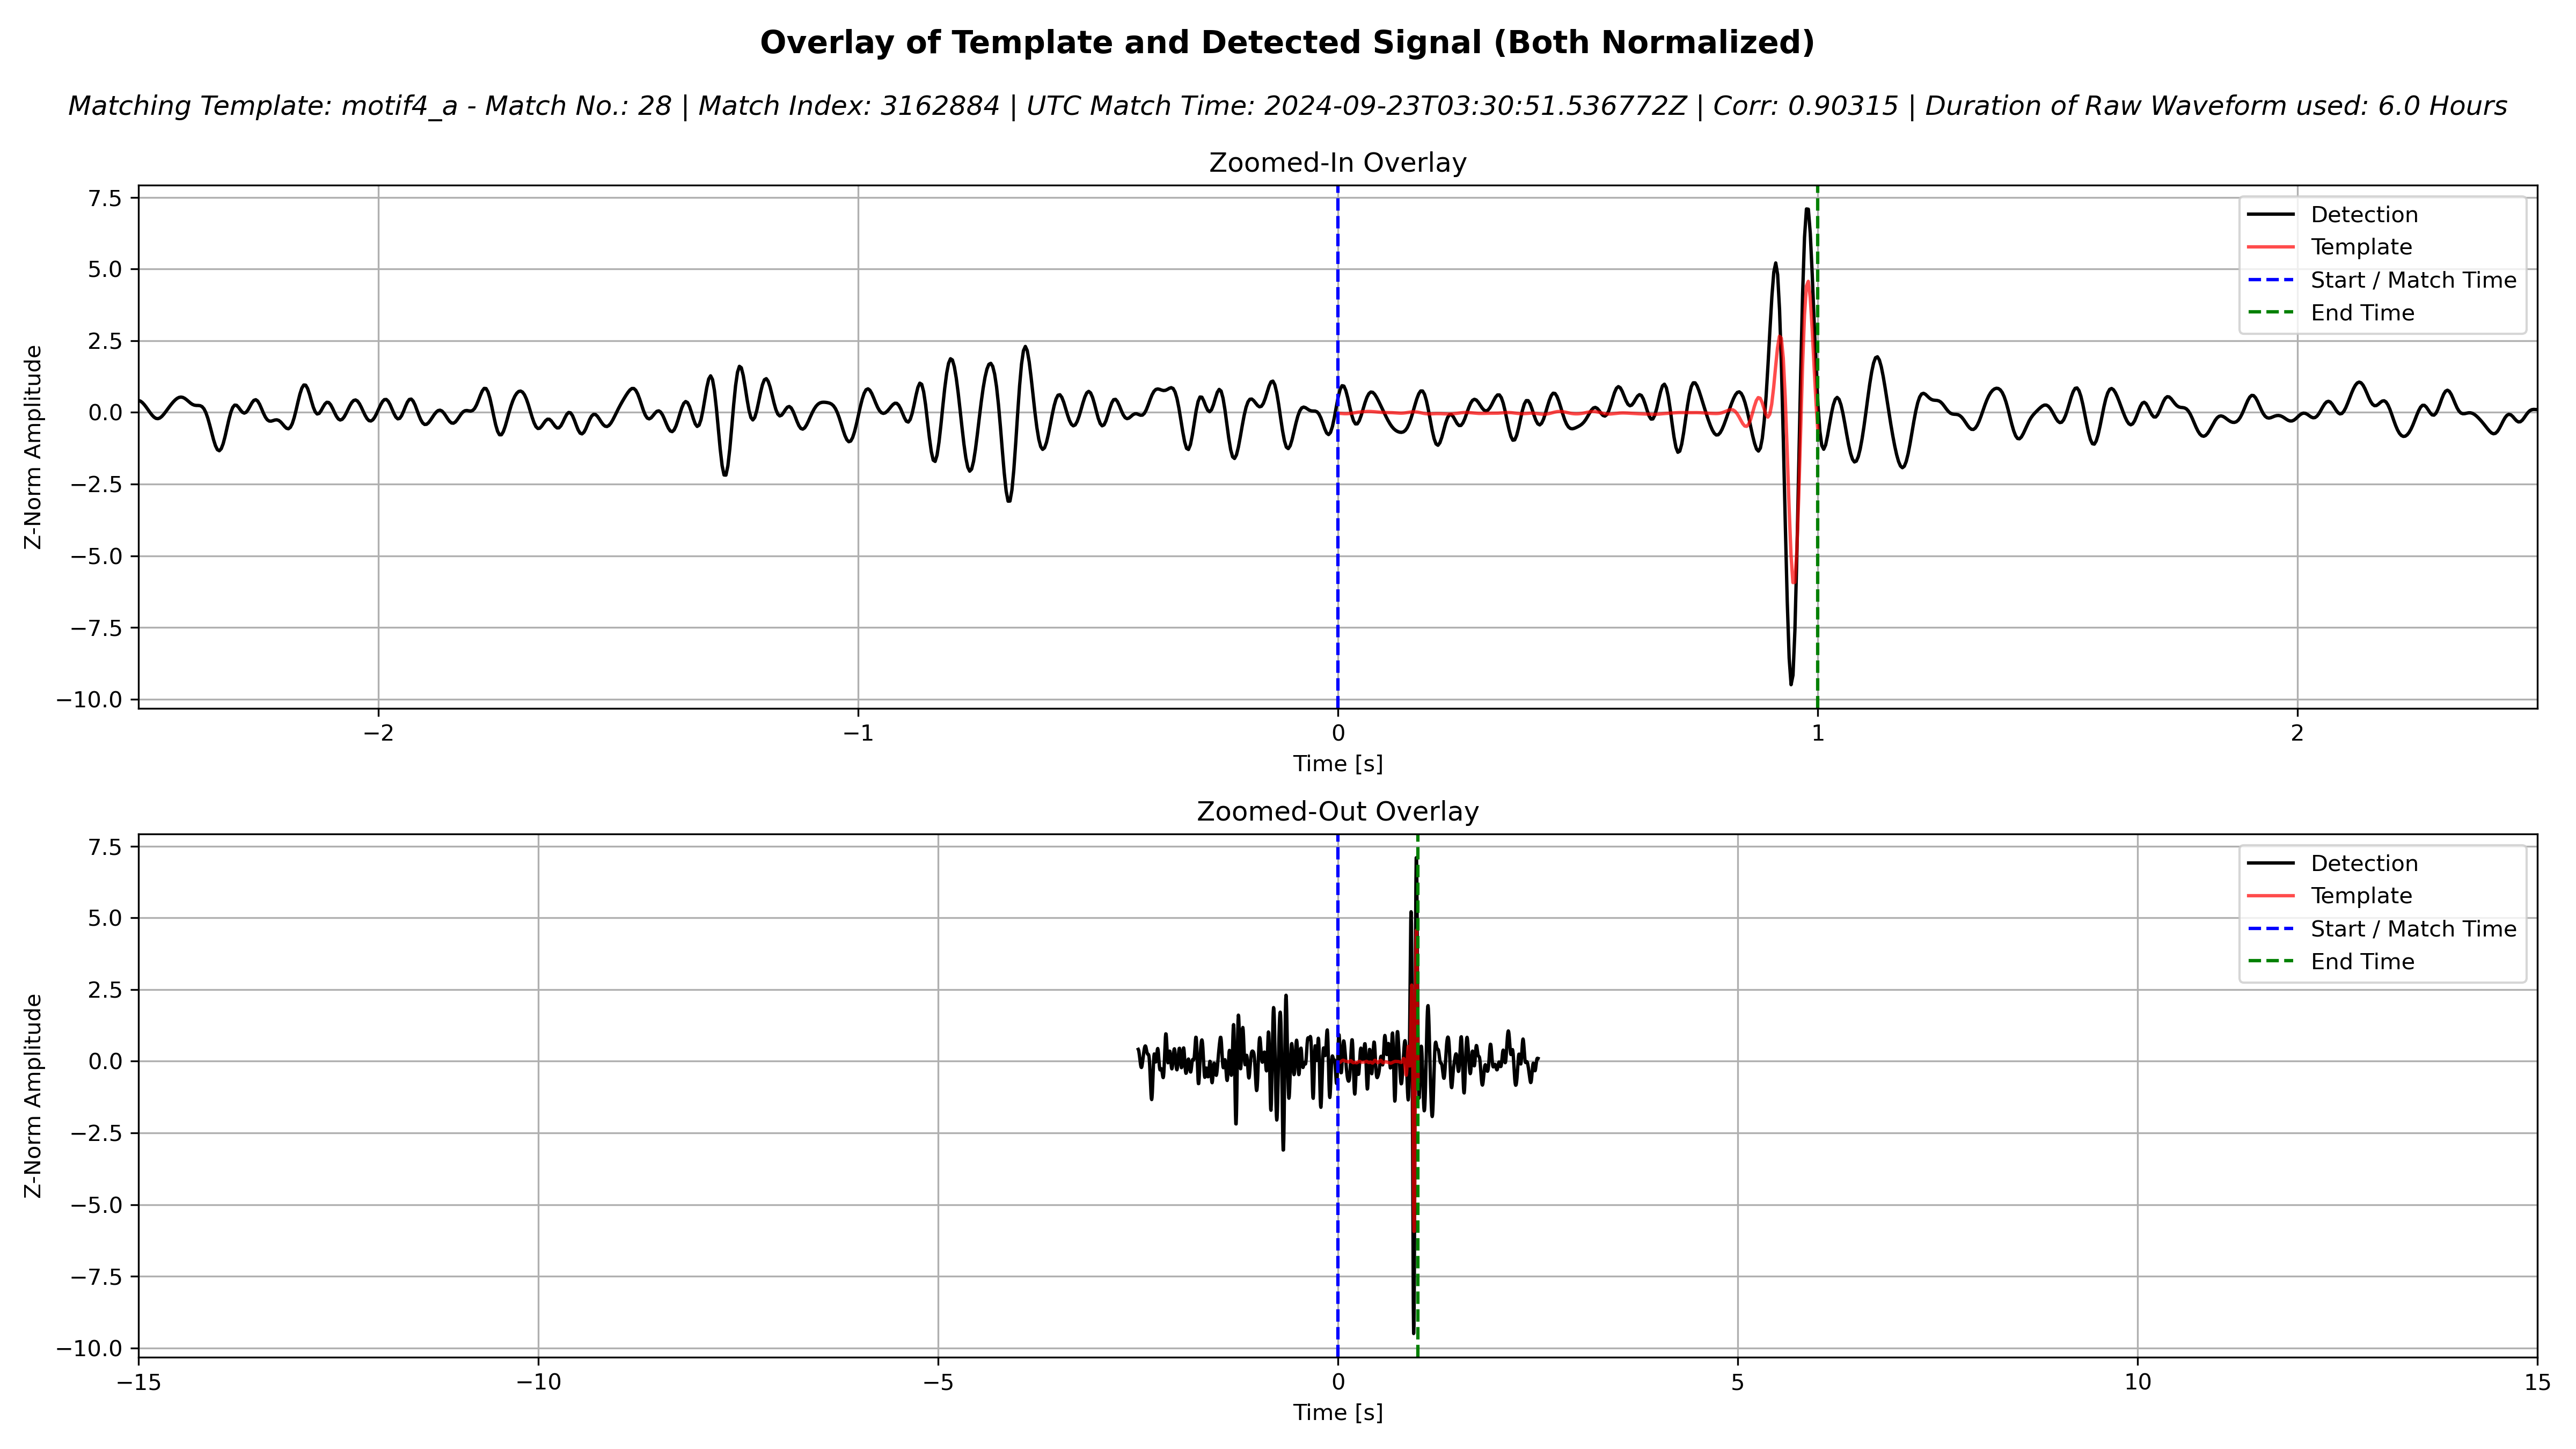 Overlay of Template and Detected Signal (Both Normalized)
Matching Template: motif4_a - Match No.: 28 | Match Index: 3162884 | UTC Match Time: 2024-09-23T03:30:51.536772Z | Corr: 0.90315 | Duration of Raw Waveform used: 6.0 Hours
Zoomed-In Overlay
Z-Norm Amplitude
7.5
5.0
2.5
0.0
−2.5
−5.0
−7.5
−10.0
Detection
Template
Start / Match Time
End Time
−2 −1 0 1 2
Time [s]
Zoomed-Out Overlay
Z-Norm Amplitude
7.5
5.0
2.5
0.0
−2.5
−5.0
−7.5
−10.0
Detection
Template
Start / Match Time
End Time
−15 −10 −5 0 5 10 15
Time [s]